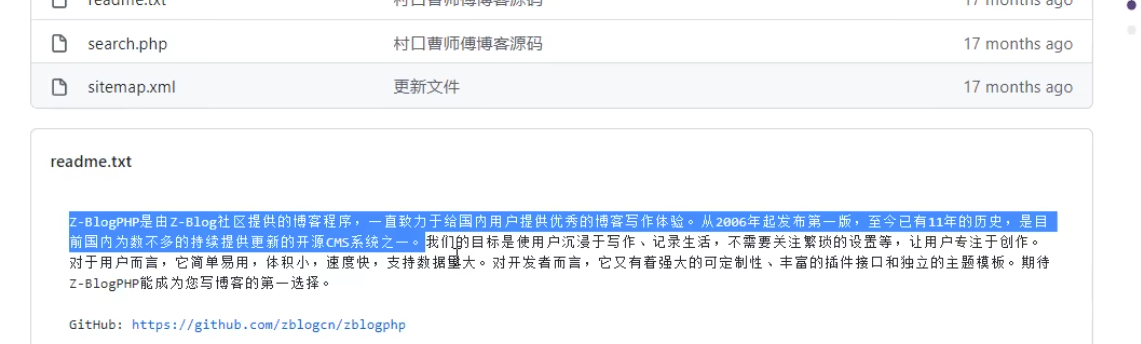 readme.txt 村口曹师傅博客源码 17 months ago
search.php 村口曹师傅博客源码 17 months ago
sitemap.xml 更新文件 17 months ago
readme.txt
Z-BlogPHP是由Z-Blog社区提供的博客程序，一直致力于给国内用户提供优秀的博客写作体验。从2006年起发布第一版，至今已有11年的历史，是目
前国内为数不多的持续提供更新的开源CMS系统之一。我们的目标是使用户沉浸于写作、记录生活，不需要关注繁琐的设置等，让用户专注于创作。
对于用户而言，它简单易用，体积小，速度快，支持数据量大。对开发者而言，它又有着强大的可定制性、丰富的插件接口和独立的主题模板。期待
Z-BlogPHP能成为您写博客的第一选择。
GitHub: https://github.com/zblogcn/zblogphp